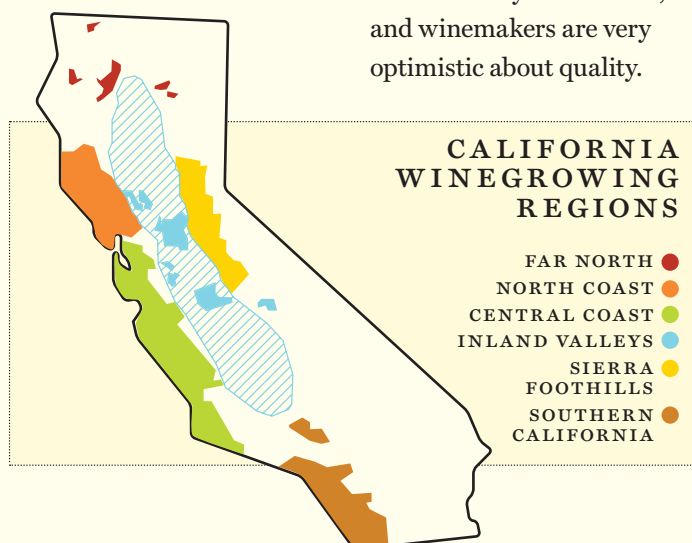 and winemakers are very
optimistic about quality.
CALIFORNIA
WINEGROWING
REGIONS
FAR NORTH
NORTH COAST
CENTRAL COAST
INLAND VALLEYS
SIERRA
FOOTHILLS
SOUTHERN
CALIFORNIA